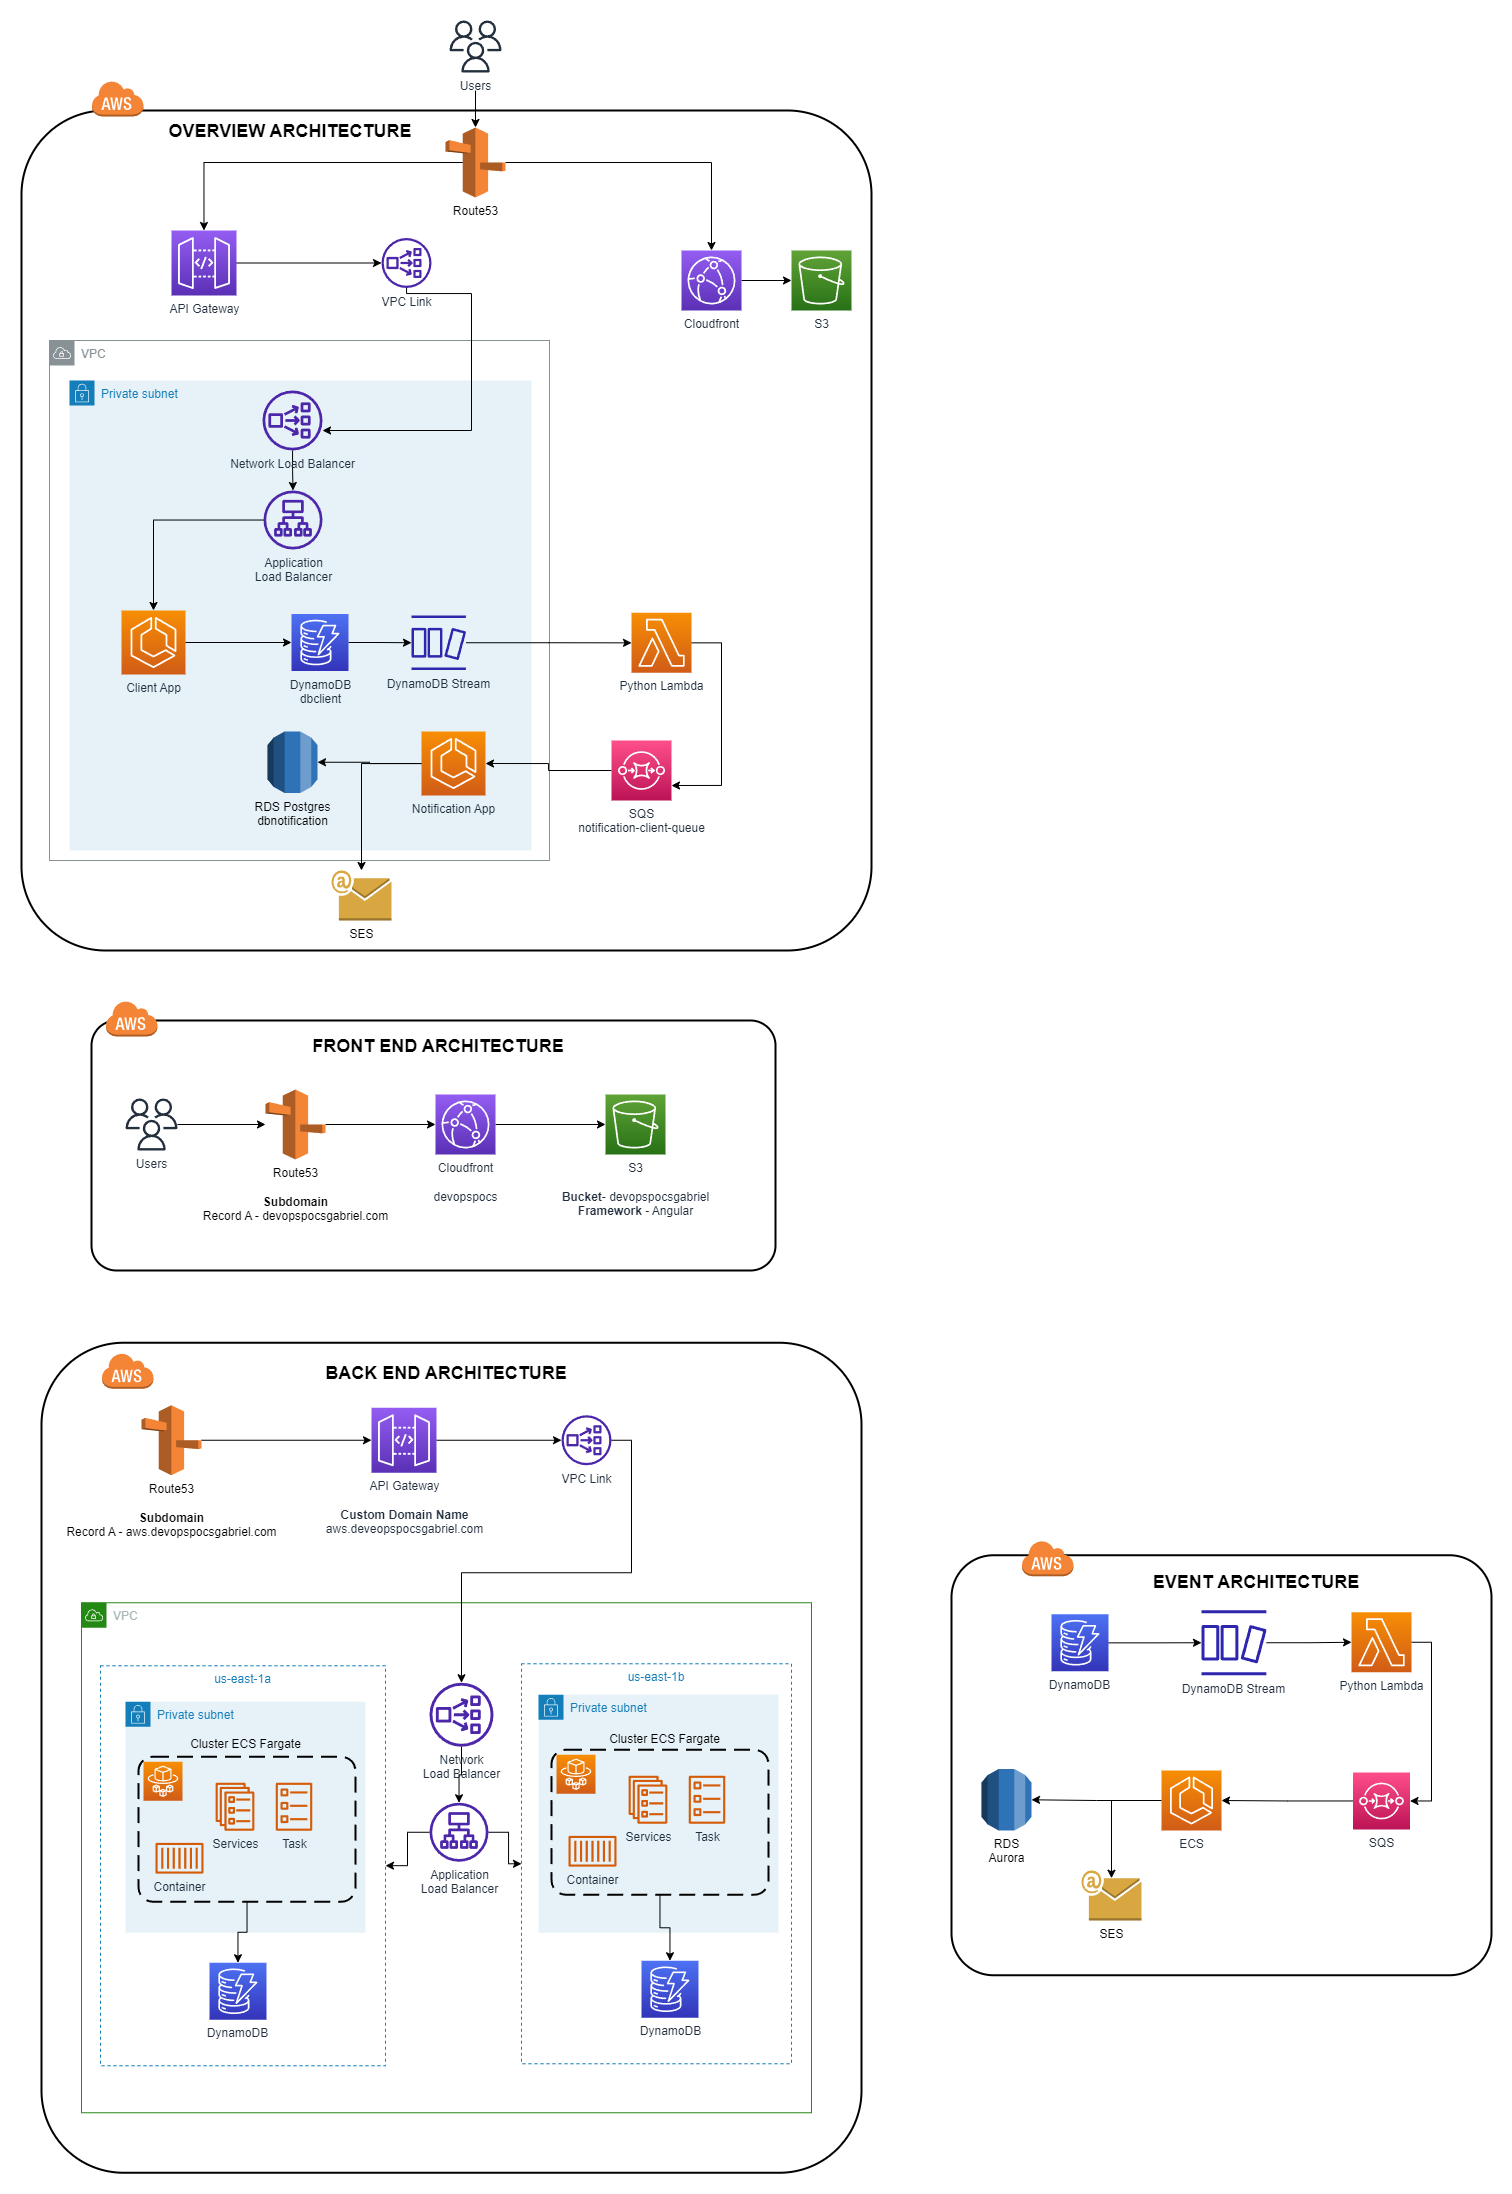 Users
AWS
OVERVIEW ARCHITECTURE
Route53
API Gateway
VPC Link
Cloudfront
S3
VPC
Private subnet
Network Load Balancer
Application
Load Balancer
Client App
DynamoDB
dbclient
DynamoDB Stream
Python Lambda
RDS Postgres
dbnotification
Notification App
SQS
notification-client-queue
@
SES
AWS
FRONT END ARCHITECTURE
Users
Route53
Cloudfront
S3
Subdomain
Record A - devopspocsgabriel.com
devopspocs
Bucket- devopspocsgabriel
Framework - Angular
AWS
BACK END ARCHITECTURE
Route53
API Gateway
VPC Link
Subdomain
Record A - aws.devopspocsgabriel.com
Custom Domain Name
aws.deveopspocsgabriel.com
VPC
us-east-1a
Private subnet
Cluster ECS Fargate
Services
Task
Container
DynamoDB
Network
Load Balancer
Application
Load Balancer
us-east-1b
Private subnet
Cluster ECS Fargate
Services
Task
Container
DynamoDB
AWS
EVENT ARCHITECTURE
DynamoDB
DynamoDB Stream
Python Lambda
RDS
Aurora
ECS
SQS
@
SES